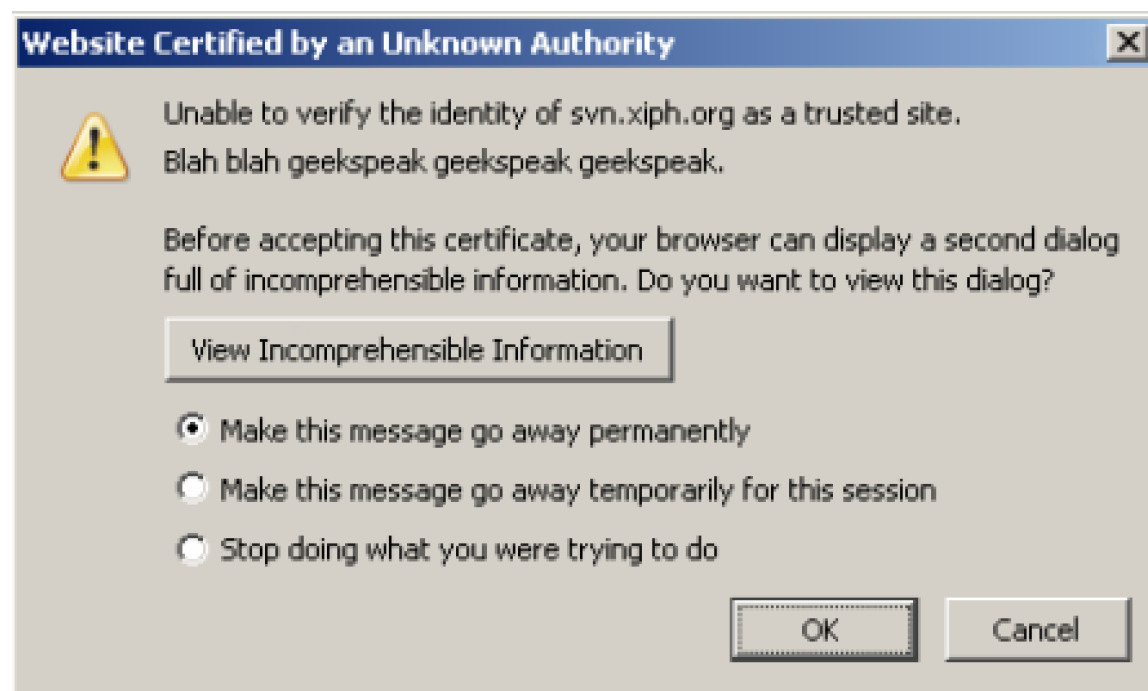 Website Certified by an Unknown Authority
Unable to verify the identity of svn.xiph.org as a trusted site.
Blah blah geekspeak geekspeak geekspeak.
Before accepting this certificate, your browser can display a second dialog
full of incomprehensible information. Do you want to view this dialog?
View Incomprehensible Information
Make this message go away permanently
Make this message go away temporarily for this session
Stop doing what you were trying to do
OK Cancel